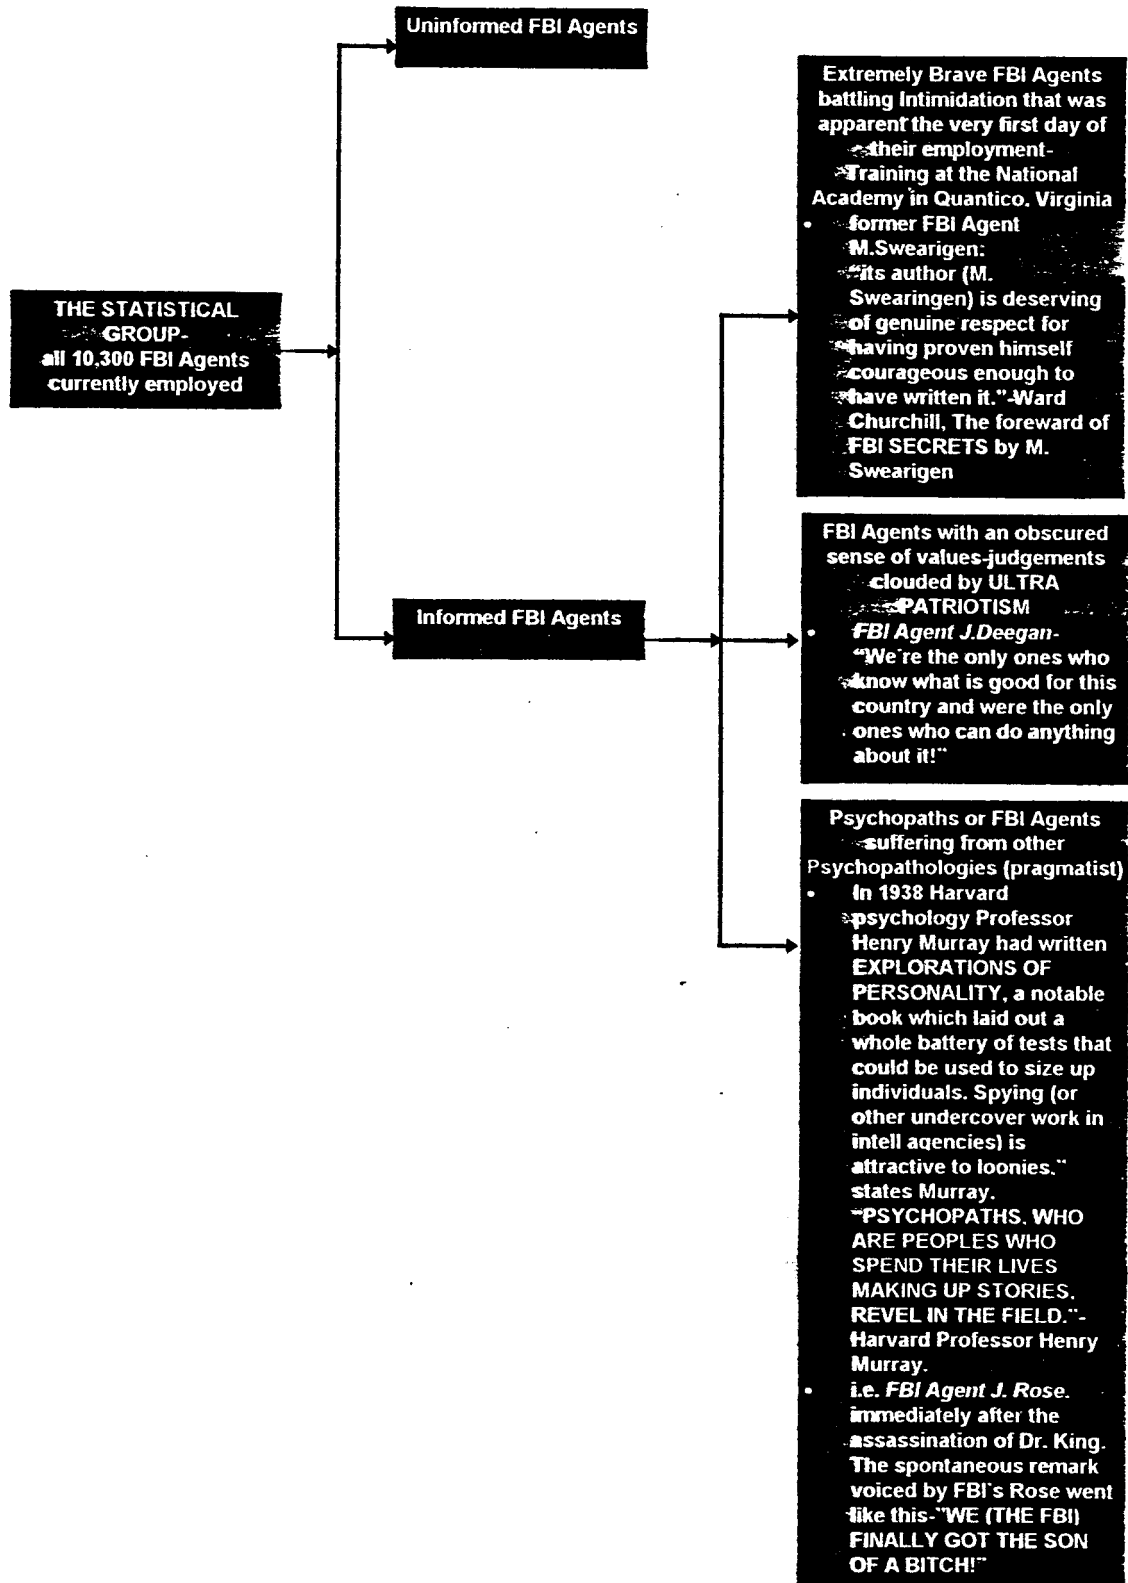 Uninformed FBI Agents
THE STATISTICAL
GROUP-
all 10,300 FBI Agents
currently employed
Informed FBI Agents
Extremely Brave FBI Agents
battling Intimidation that was
apparent the very first day of
their employment-
Training at the National
Academy in Quantico, Virginia
• former FBI Agent
M.Swearigen:
"its author (M.
Swearingen) is deserving
of genuine respect for
having proven himself
courageous enough to
have written it."-Ward
Churchill, The foreward of
FBI SECRETS by M.
Swearigen
FBI Agents with an obscured
sense of values-judgements
clouded by ULTRA
PATRIOTISM
• FBI Agent J.Deegan-
"We're the only ones who
know what is good for this
country and were the only
ones who can do anything
about it!"
Psychopaths or FBI Agents
suffering from other
Psychopathologies (pragmatist)
• In 1938 Harvard
psychology Professor
Henry Murray had written
EXPLORATIONS OF
PERSONALITY, a notable
book which laid out a
whole battery of tests that
could be used to size up
individuals. Spying (or
other undercover work in
intell agencies) is
attractive to loonies."
states Murray.
"PSYCHOPATHS, WHO
ARE PEOPLES WHO
SPEND THEIR LIVES
MAKING UP STORIES,
REVEL IN THE FIELD."-
Harvard Professor Henry
Murray.
• i.e. FBI Agent J. Rose.
immediately after the
assassination of Dr. King.
The spontaneous remark
voiced by FBI's Rose went
like this-"WE (THE FBI)
FINALLY GOT THE SON
OF A BITCH!"